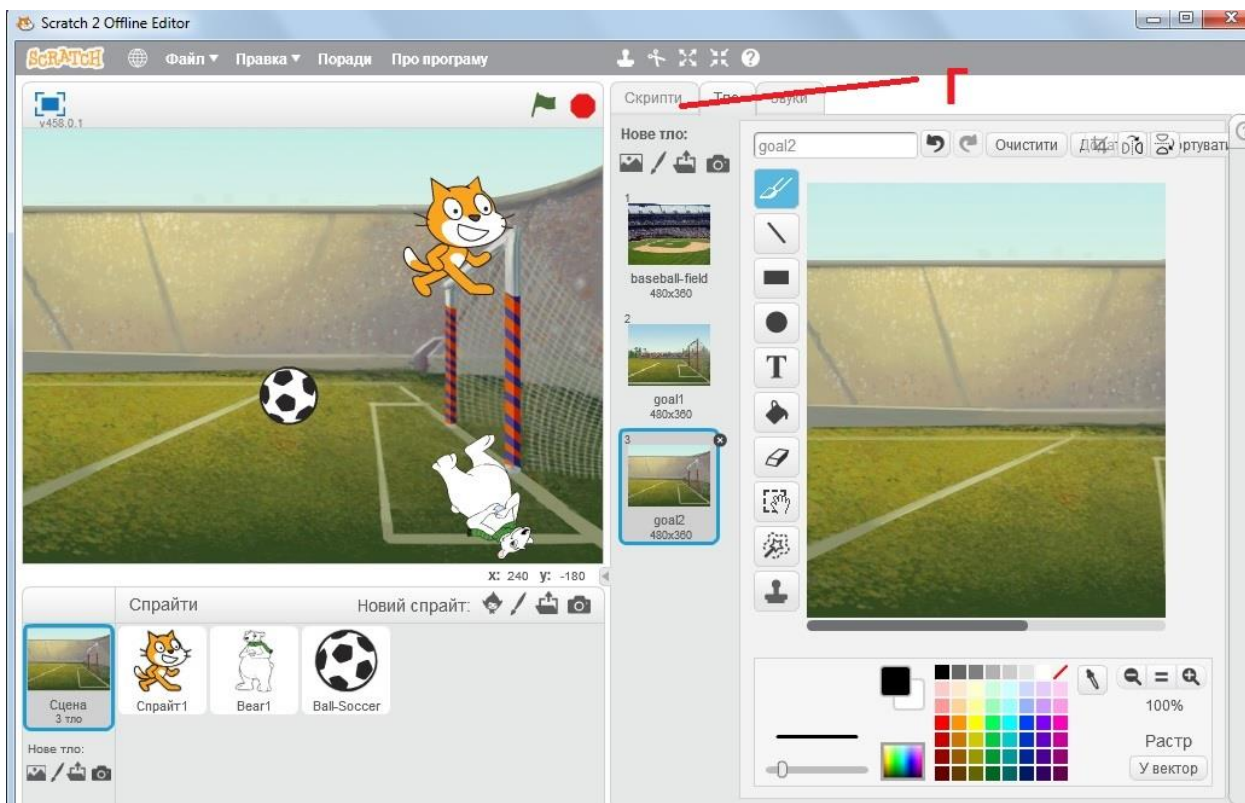 Scratch 2 Offline Editor
SCRATCH Файл Правка Поради Про програму
v458.0.1
Скрипти Тло Звуки
Г
Нове тло:
goal2 Очистити
1
baseball-field
480x360
2
goal1
480x360
3
goal2
480x360
T
x: 240 y: -180
Спрайти Новий спрайт:
Сцена
3 тло
Спрайт1 Bear1 Ball-Soccer
Нове тло:
100%
Растр
У вектор